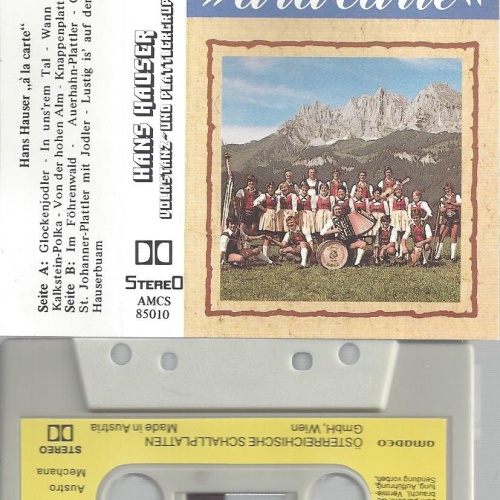 »à la carte«
Hans Hauser „à la carte"
Seite A: Glockenjodler - In uns'rem Tal - Wann
Kalkstein-Polka - Von der hohen Alm - Knappenplatt
Seite B: Im Föhrenwald - Auerhahn-Plattler -
St. Johanner-Plattler mit Jodler - Lustig is' auf der
Hauserbuam
HANS HAUSER
VOLKSTANZ- UND PLATTLERGRUP
STEREO
AMCS
85010
amadeo
ÖSTERREICHISCHE SCHALLPLATTEN
GmbH, Wien
Made in Austria
STEREO
Austro
Mechana
braucht, Vermie-
tung, Aufführung,
Sendung vorbeh.